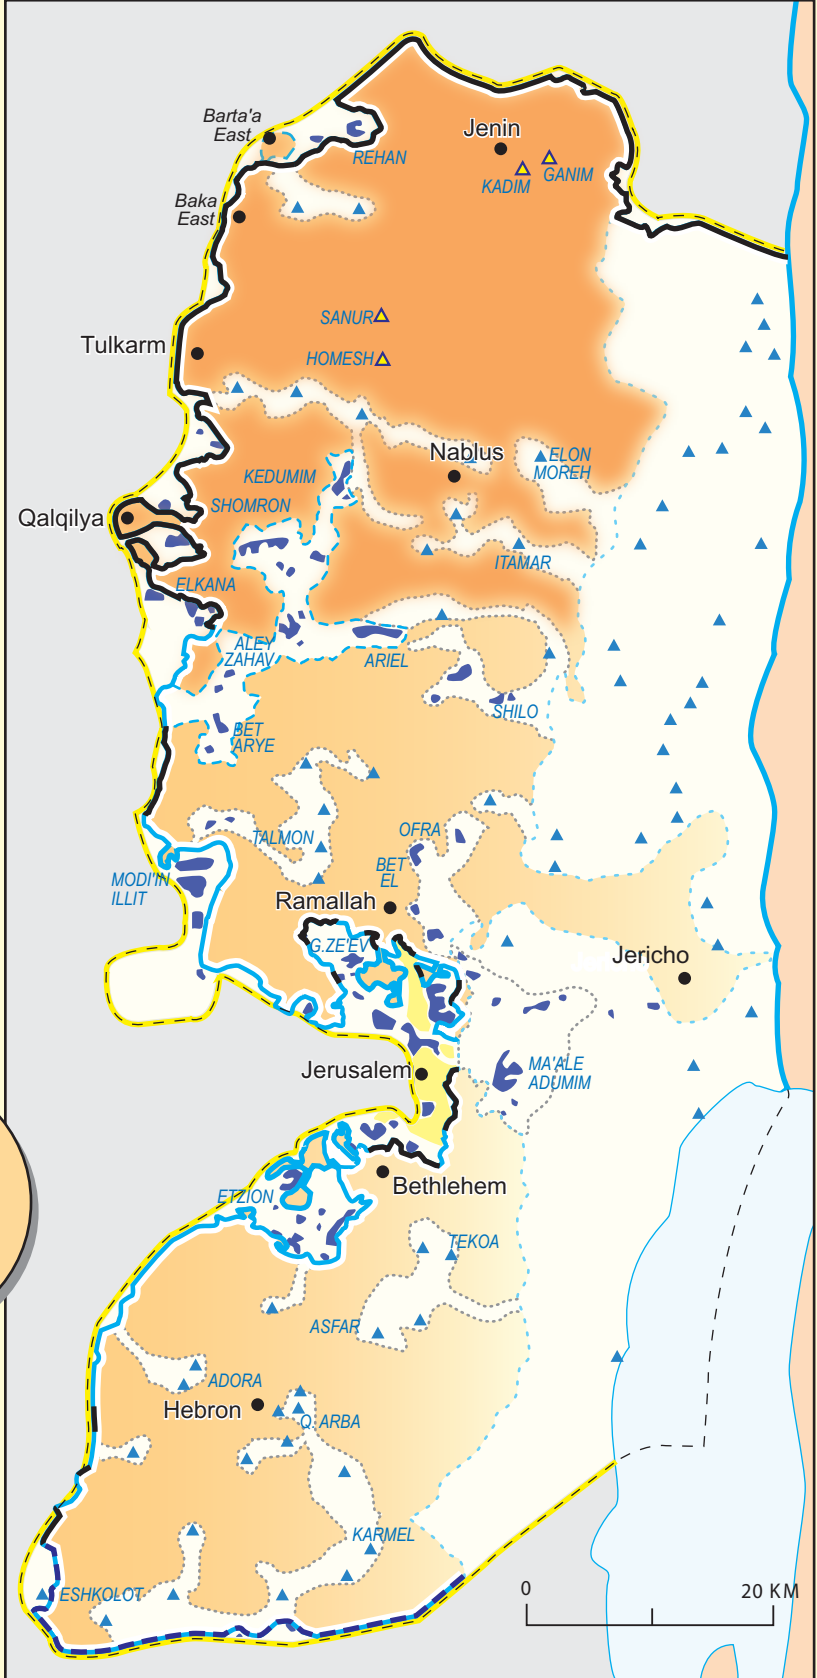 Barta'a
East
Jenin
REHAN
KADIM
GANIM
Baka
East
SANUR
Tulkarm
HOMESH
Nablus
ELON
MOREH
KEDUMIM
SHOMRON
Qalqilya
ITAMAR
ELKANA
ALEY
ZAHAV
ARIEL
SHILO
BET
ARYE
TALMON
OFRA
BET
EL
MODI'IN
ILLIT
Ramallah
G.ZE'EV
Jericho
Jerusalem
MA'ALE
ADUMIM
Bethlehem
ETZION
TEKOA
ASFAR
ADORA
Hebron
Q. ARBA
KARMEL
ESHKOLOT
0
20 KM